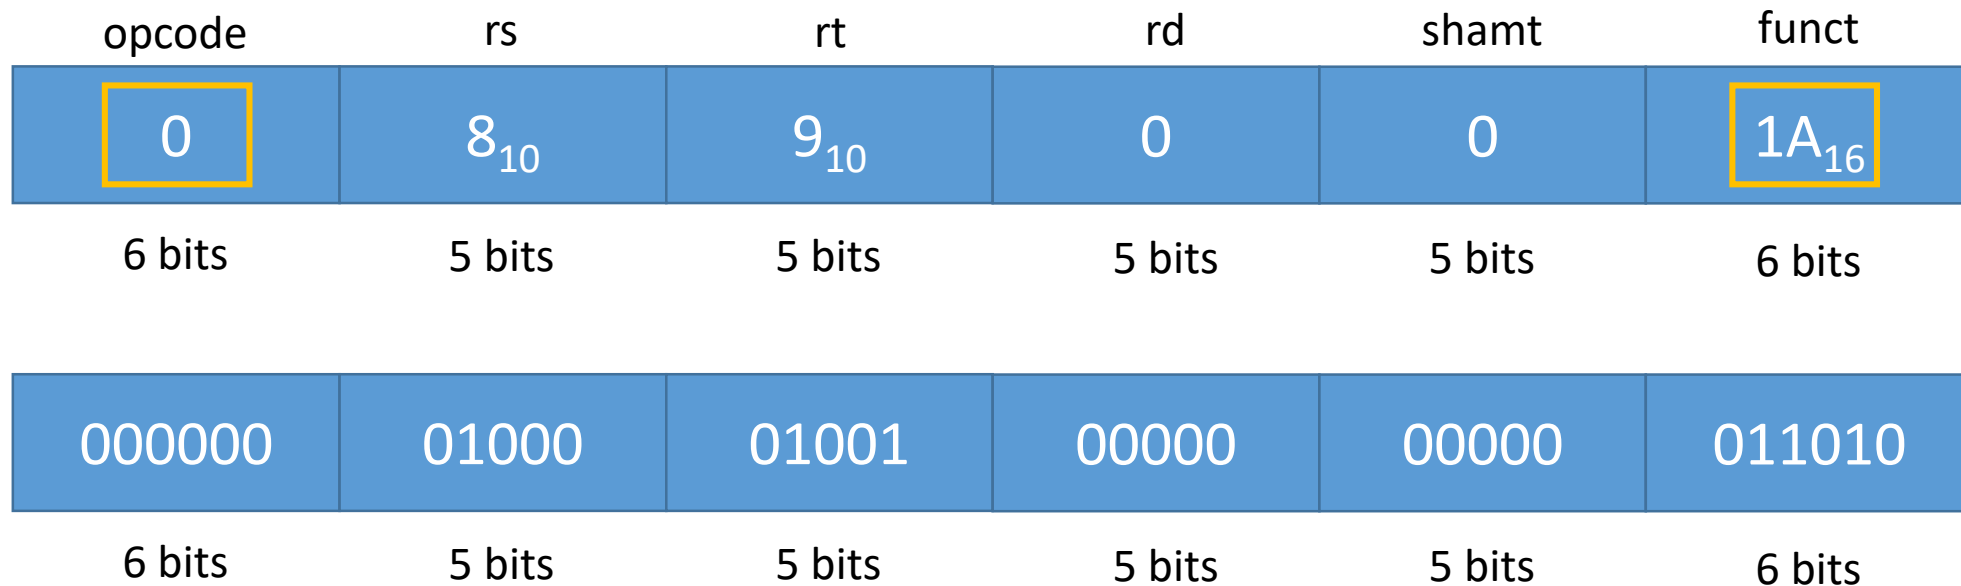 opcode rs rt rd shamt funct
0 8₁₀ 9₁₀ 0 0 1A₁₆
6 bits 5 bits 5 bits 5 bits 5 bits 6 bits
000000 01000 01001 00000 00000 011010
6 bits 5 bits 5 bits 5 bits 5 bits 6 bits